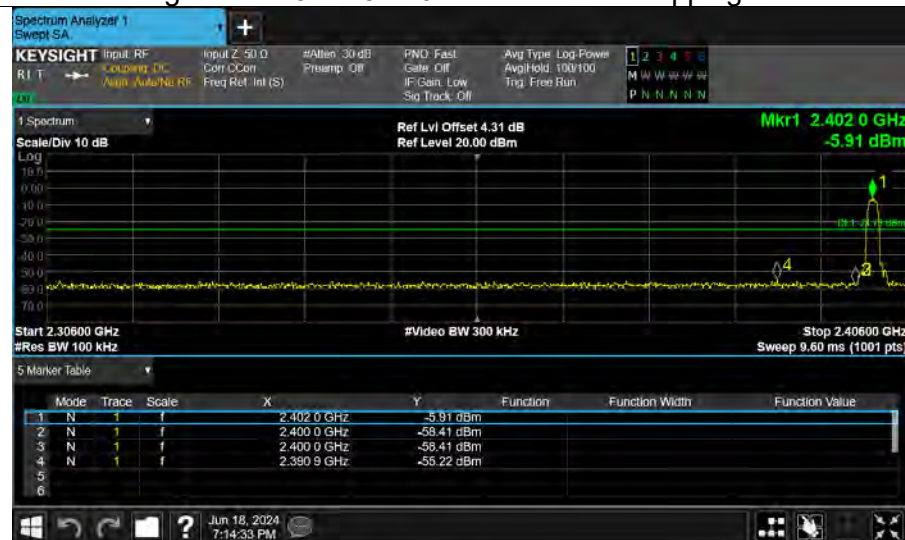 Spectrum Analyzer 1
Swept SA
+
KEYSIGHT Input: RF Input Z: 50 Ω #Atten: 30 dB PNO: Fast Avg Type: Log-Power 1 2 3 4 5 6
R L T Coupling: DC Corr CCorr Preamp: Off Gate: Off Avg|Hold: 100/100 M W W W W W
Align: Auto/No RF Freq Ref: Int (S) IF Gain: Low Trig: Free Run
Sig Track: Off P N N N N N
1 Spectrum Ref Lvl Offset 4.31 dB Mkr1 2.402 0 GHz
Scale/Div 10 dB Ref Level 20.00 dBm -5.91 dBm
Log
10.0
0.00
-10.0
-20.0
-30.0
-40.0
-50.0
-60.0
-70.0
1
4
Start 2.30600 GHz #Video BW 300 kHz Stop 2.40600 GHz
#Res BW 100 kHz Sweep 9.60 ms (1001 pts)
5 Marker Table
Mode Trace Scale X Y Function Function Width Function Value
1 N 1 f 2.402 0 GHz -5.91 dBm
2 N 1 f 2.400 0 GHz -58.41 dBm
3 N 1 f 2.400 0 GHz -58.41 dBm
4 N 1 f 2.390 9 GHz -55.22 dBm
5
6
? Jun 18, 2024
7:14:33 PM